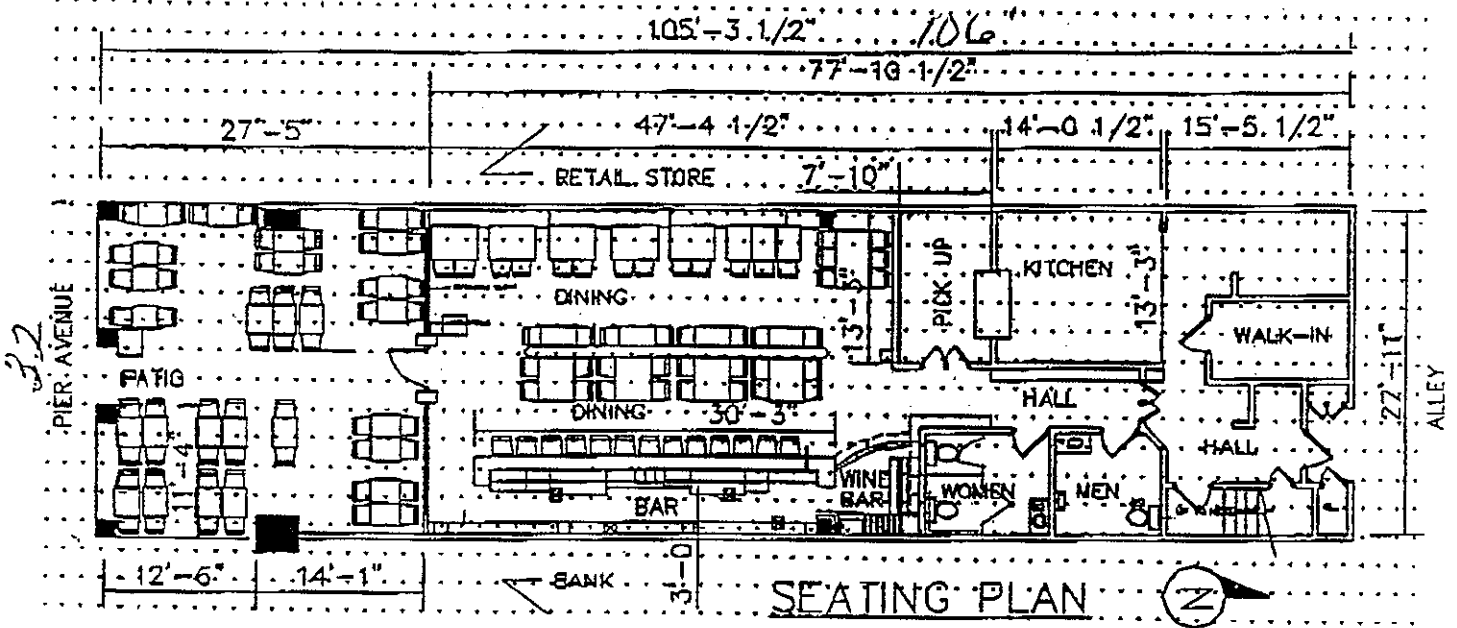 105'-3 1/2" 106'
77'-10 1/2"
27'-5" 47'-4 1/2" 14'-0 1/2" 15'-5 1/2"
RETAIL STORE 7'-10"
PIER AVENUE
32
PATIO
DINING
DINING
30'-3"
13'-3"
PICK UP
KITCHEN
13'-3"
WALK-IN
HALL
HALL
22'-11"
ALLEY
11'-4"
BAR
WINE
BAR
WOMEN
MEN
12'-6" 14'-1"
BANK
3'-0
SEATING PLAN
N